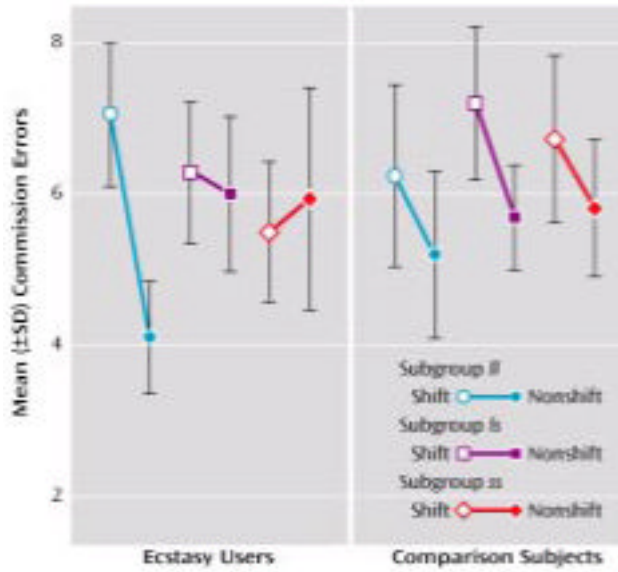 Mean (±SD) Commission Errors
8
6
4
2
Subgroup ll
Shift Nonshift
Subgroup ls
Shift Nonshift
Subgroup ss
Shift Nonshift
Ecstasy Users
Comparison Subjects